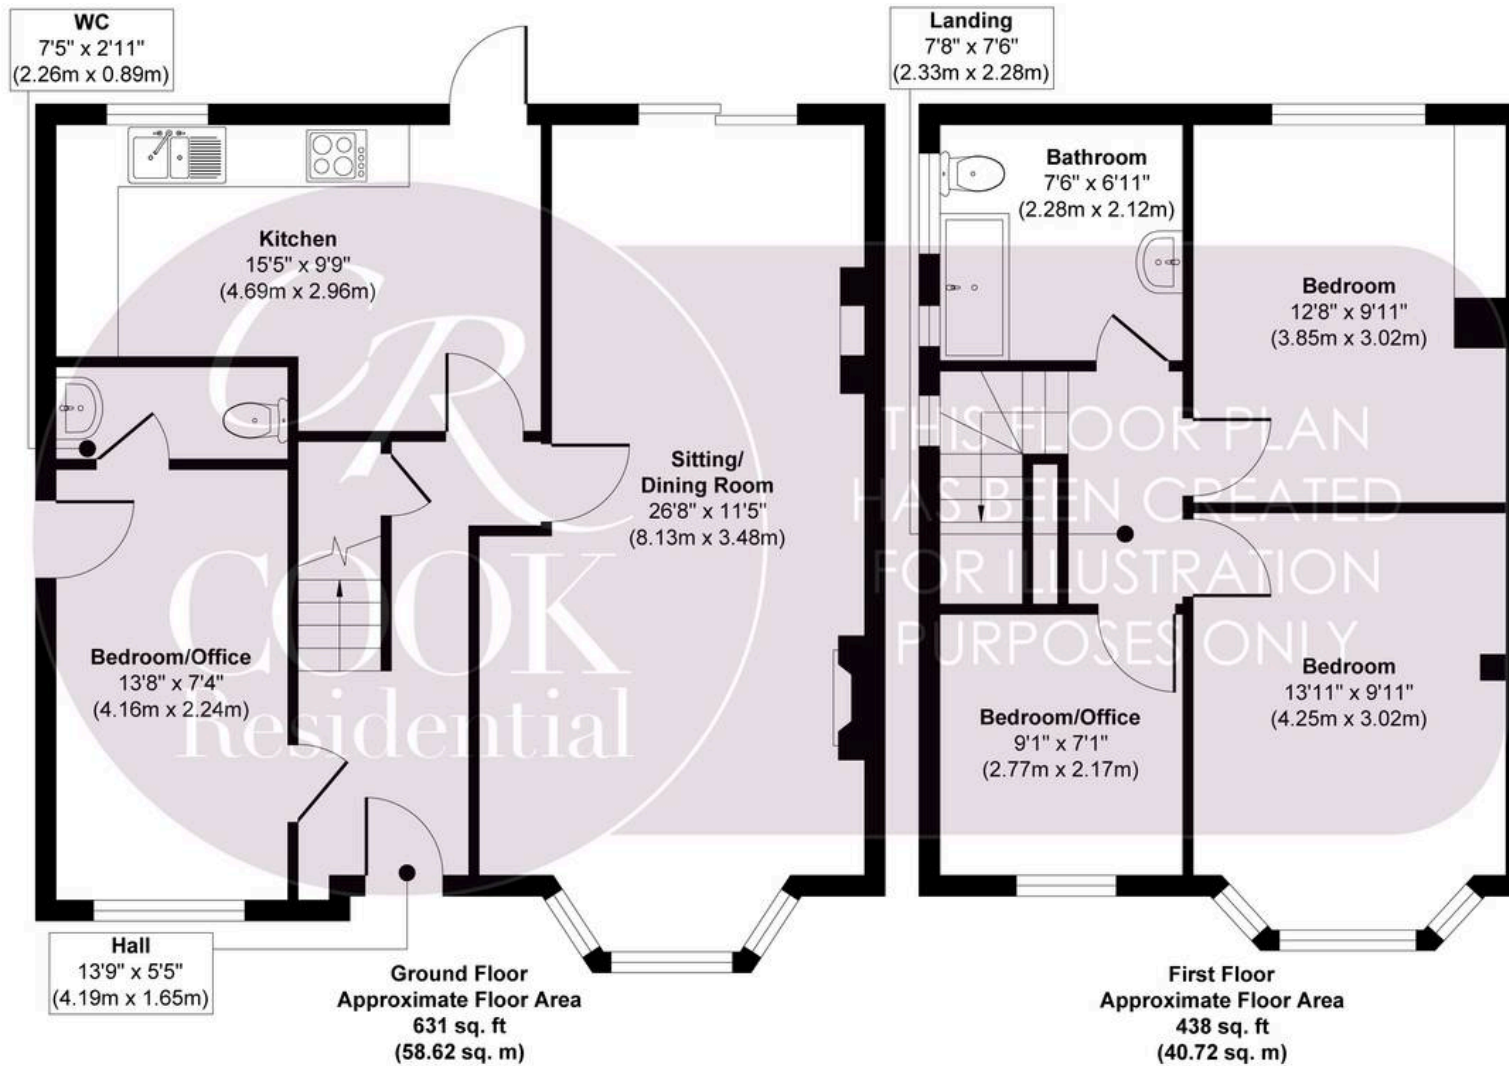 WC
7'5" x 2'11"
(2.26m x 0.89m)
Landing
7'8" x 7'6"
(2.33m x 2.28m)
Kitchen
15'5" x 9'9"
(4.69m x 2.96m)
Bathroom
7'6" x 6'11"
(2.28m x 2.12m)
Bedroom
12'8" x 9'11"
(3.85m x 3.02m)
Sitting/
Dining Room
26'8" x 11'5"
(8.13m x 3.48m)
Bedroom/Office
13'8" x 7'4"
(4.16m x 2.24m)
Bedroom/Office
9'1" x 7'1"
(2.77m x 2.17m)
Bedroom
13'11" x 9'11"
(4.25m x 3.02m)
CR
COOK
Residential
THIS FLOOR PLAN
HAS BEEN CREATED
FOR ILLUSTRATION
PURPOSES ONLY
Hall
13'9" x 5'5"
(4.19m x 1.65m)
Ground Floor
Approximate Floor Area
631 sq. ft
(58.62 sq. m)
First Floor
Approximate Floor Area
438 sq. ft
(40.72 sq. m)